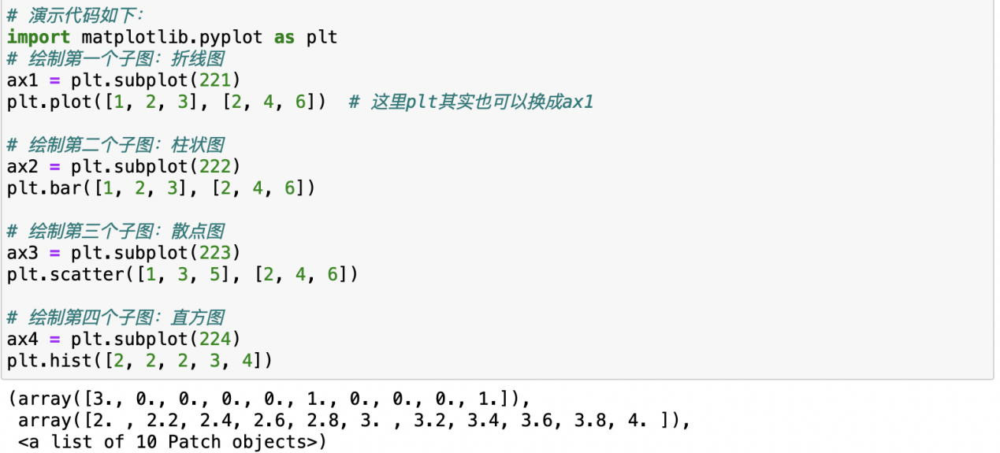 # 演示代码如下：
import matplotlib.pyplot as plt
# 绘制第一个子图：折线图
ax1 = plt.subplot(221)
plt.plot([1, 2, 3], [2, 4, 6])  # 这里plt其实也可以换成ax1
# 绘制第二个子图：柱状图
ax2 = plt.subplot(222)
plt.bar([1, 2, 3], [2, 4, 6])
# 绘制第三个子图：散点图
ax3 = plt.subplot(223)
plt.scatter([1, 3, 5], [2, 4, 6])
# 绘制第四个子图：直方图
ax4 = plt.subplot(224)
plt.hist([2, 2, 2, 3, 4])
(array([3., 0., 0., 0., 0., 1., 0., 0., 0., 1.]),
 array([2. , 2.2, 2.4, 2.6, 2.8, 3. , 3.2, 3.4, 3.6, 3.8, 4. ]),
 <a list of 10 Patch objects>)